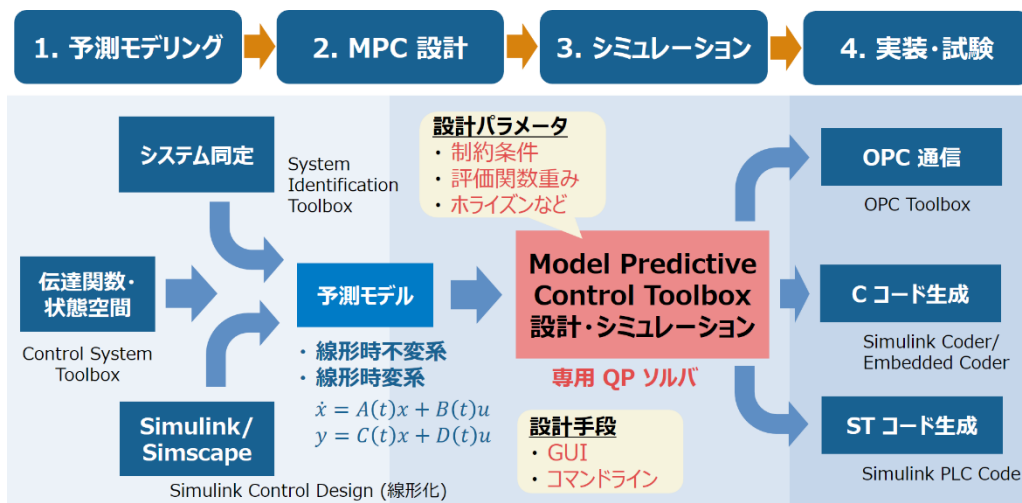 1. 予測モデリング
2. MPC 設計
3. シミュレーション
4. 実装・試験
システム同定
System
Identification
Toolbox
伝達関数・
状態空間
Control System
Toolbox
Simulink/
Simscape
Simulink Control Design (線形化)
予測モデル
・線形時不変系
・線形時変系
ẋ = A(t)x + B(t)u
y = C(t)x + D(t)u
設計パラメータ
・ 制約条件
・ 評価関数重み
・ ホライズンなど
Model Predictive
Control Toolbox
設計・シミュレーション
専用 QP ソルバ
設計手段
・ GUI
・ コマンドライン
OPC 通信
OPC Toolbox
C コード生成
Simulink Coder/
Embedded Coder
ST コード生成
Simulink PLC Code